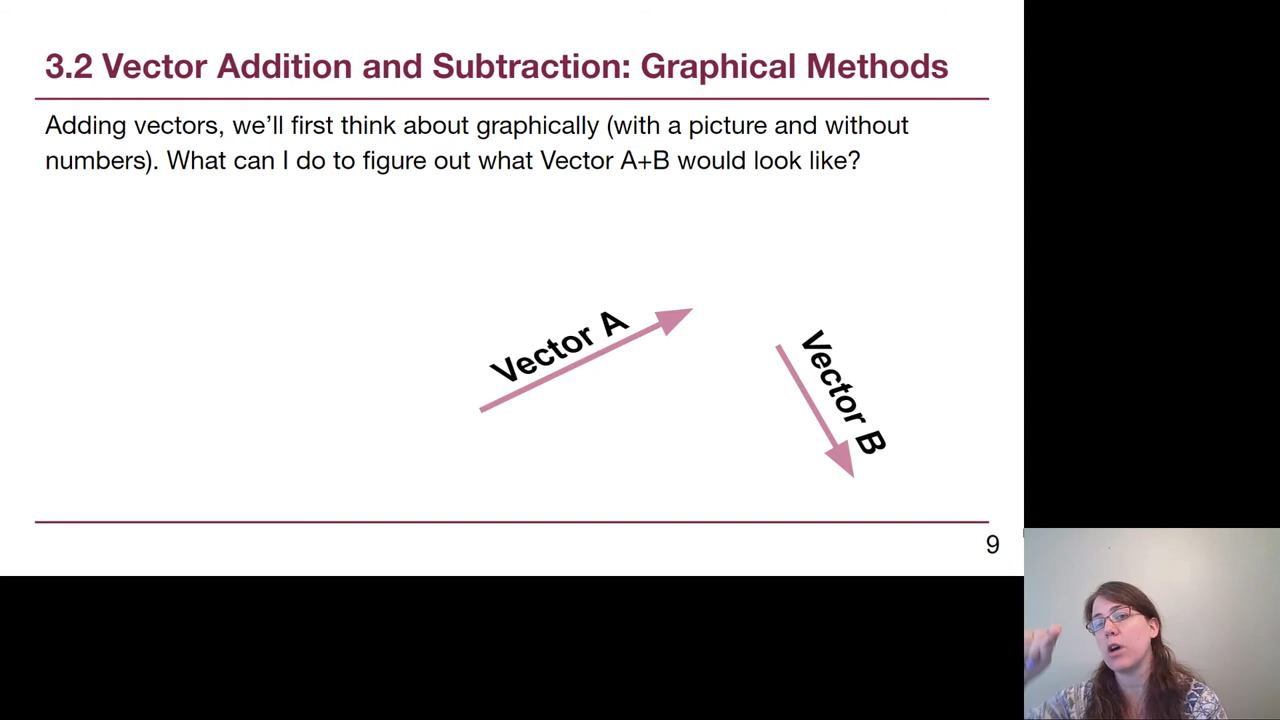 3.2 Vector Addition and Subtraction: Graphical Methods
Adding vectors, we’ll first think about graphically (with a picture and without
numbers). What can I do to figure out what Vector A+B would look like?
Vector A
Vector B
9